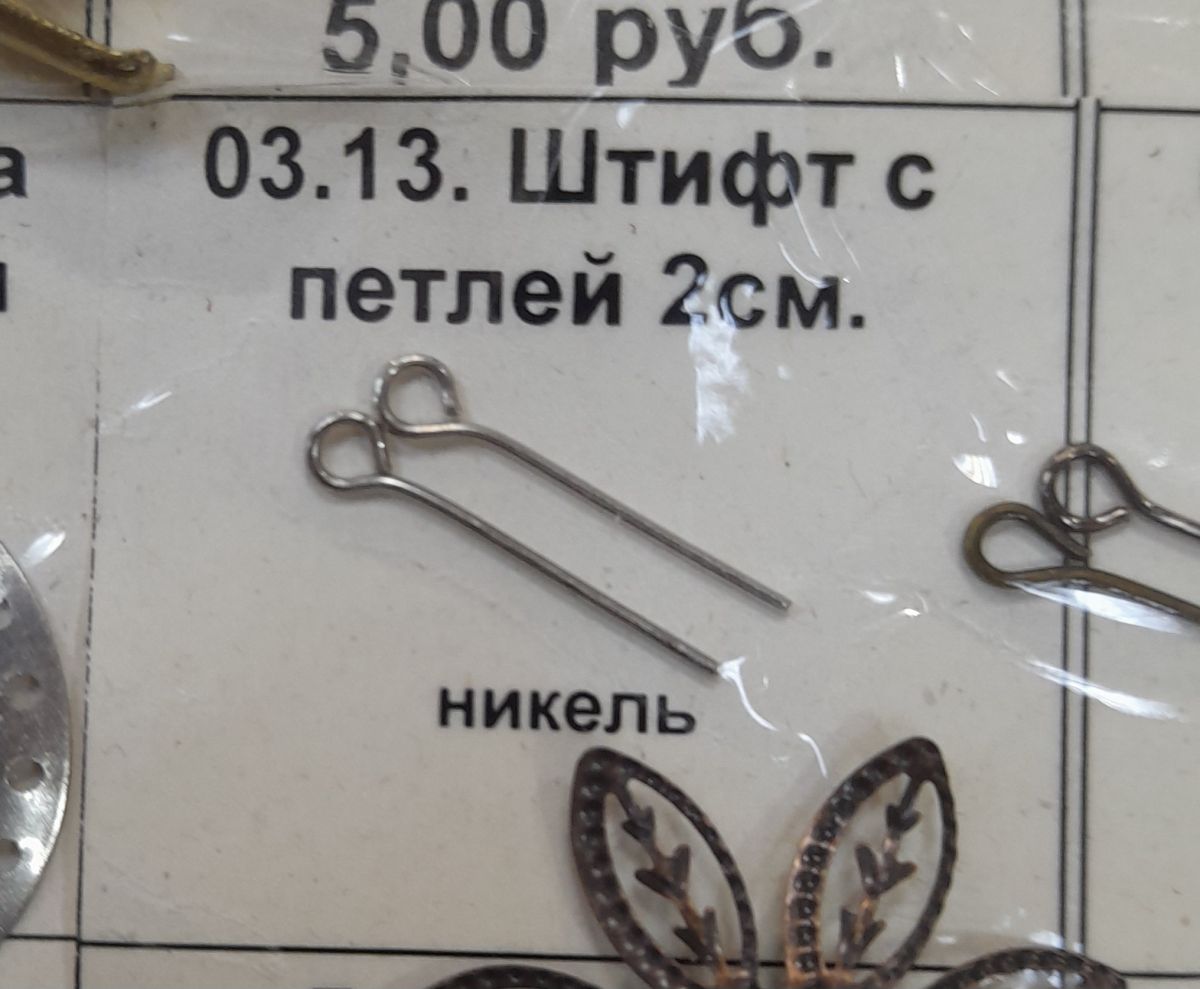 5,00 руб.
03.13. Штифт с
петлей 2см.
никель